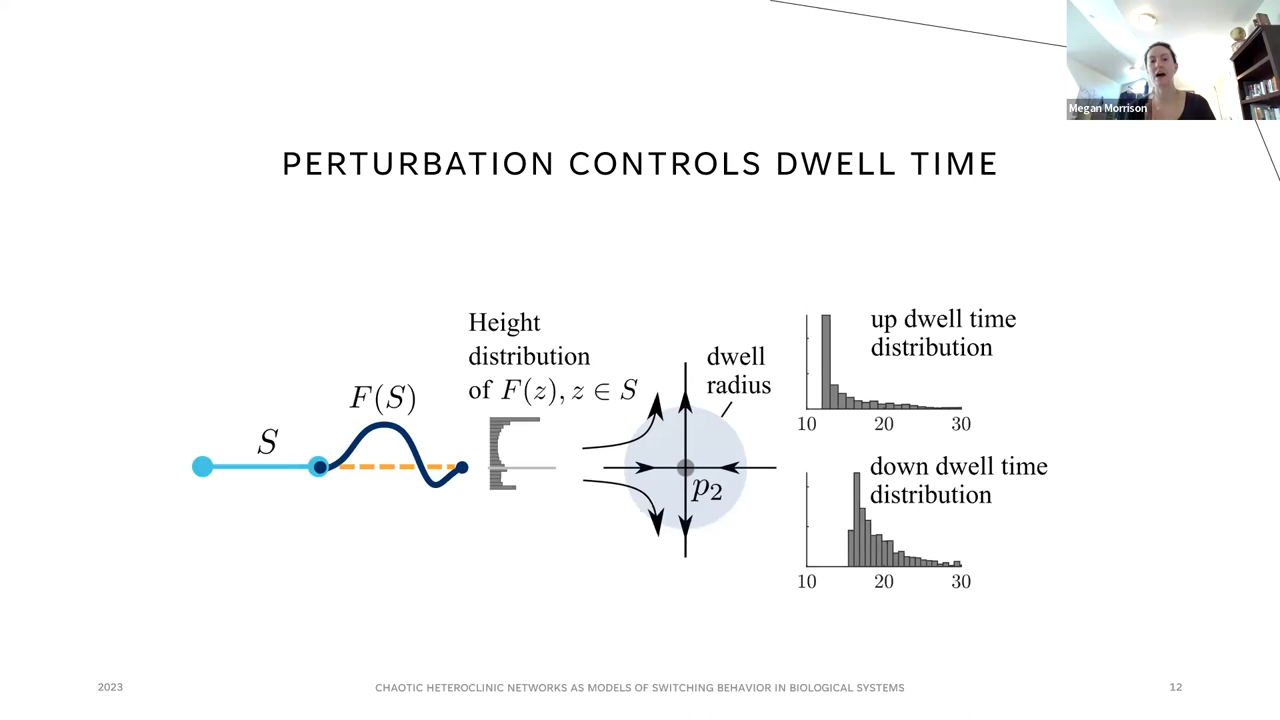 Megan Morrison
PERTURBATION CONTROLS DWELL TIME
S
F(S)
Height
distribution
of F(z), z ∈ S
dwell
radius
p₂
up dwell time
distribution
10 20 30
down dwell time
distribution
10 20 30
2023
CHAOTIC HETEROCLINIC NETWORKS AS MODELS OF SWITCHING BEHAVIOR IN BIOLOGICAL SYSTEMS
12